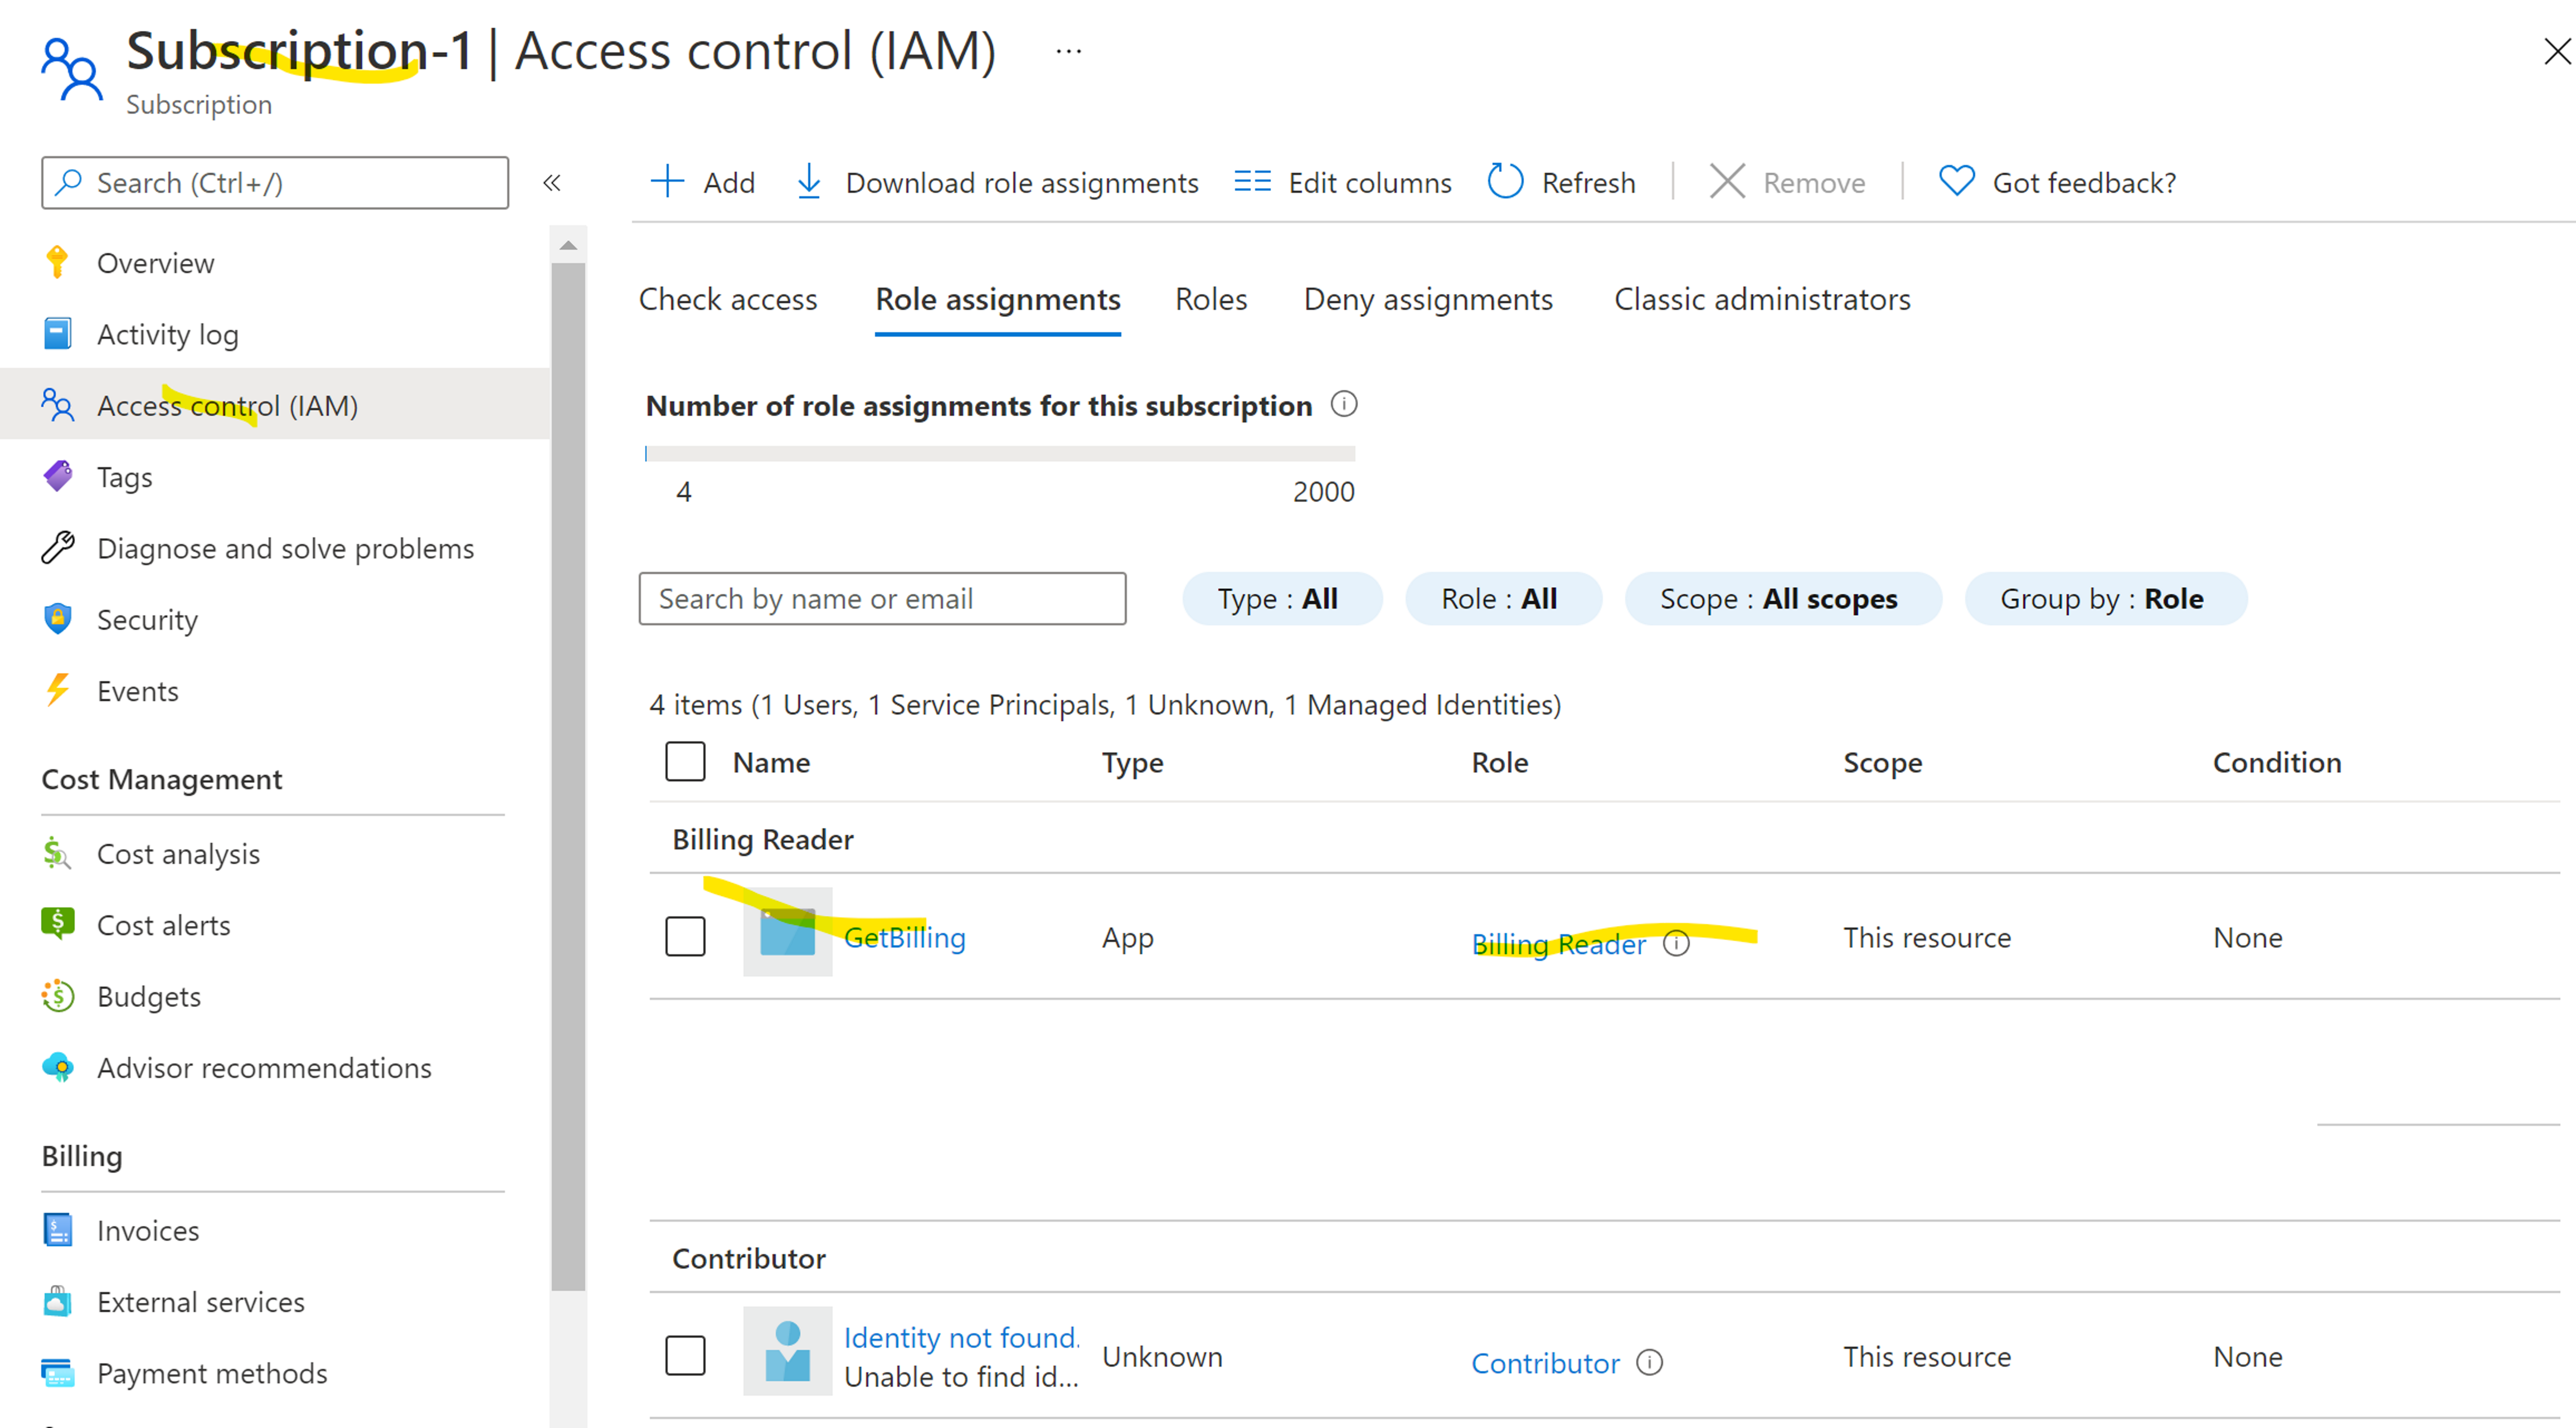 Subscription-1 | Access control (IAM) ...
Subscription
Search (Ctrl+/)
«
Overview
Activity log
Access control (IAM)
Tags
Diagnose and solve problems
Security
Events
Cost Management
Cost analysis
Cost alerts
Budgets
Advisor recommendations
Billing
Invoices
External services
Payment methods
Add
Download role assignments
Edit columns
Refresh
Remove
Got feedback?
Check access
Role assignments
Roles
Deny assignments
Classic administrators
Number of role assignments for this subscription
4
2000
Search by name or email
Type : All
Role : All
Scope : All scopes
Group by : Role
4 items (1 Users, 1 Service Principals, 1 Unknown, 1 Managed Identities)
Name Type Role Scope Condition
Billing Reader
GetBilling App Billing Reader This resource None
Contributor
Identity not found.
Unable to find id... Unknown Contributor This resource None